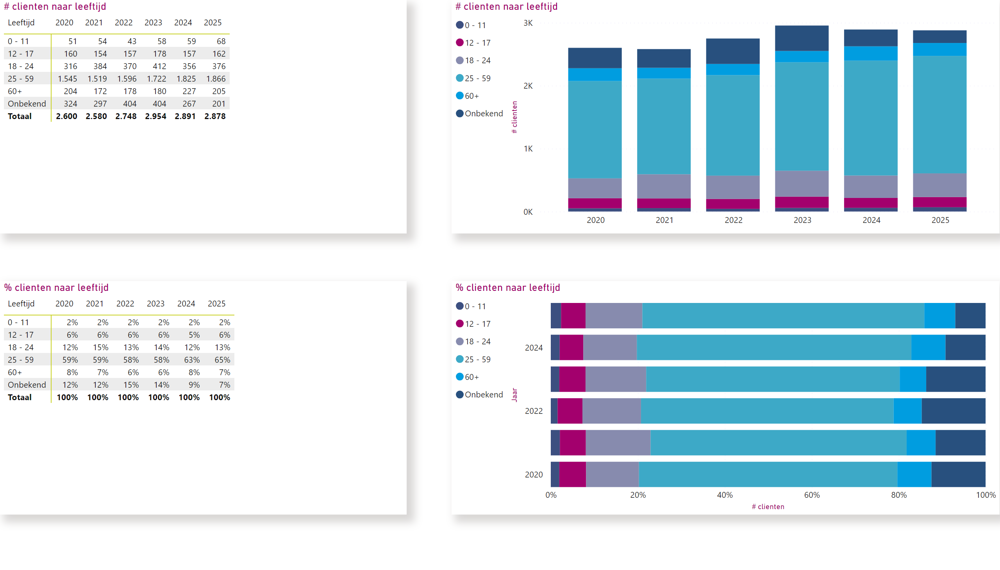 # clienten naar leeftijd
Leeftijd 2020 2021 2022 2023 2024 2025
0 - 11 51 54 43 58 59 68
12 - 17 160 154 157 178 157 162
18 - 24 316 384 370 412 356 376
25 - 59 1.545 1.519 1.596 1.722 1.825 1.866
60+ 204 172 178 180 227 205
Onbekend 324 297 404 404 267 201
Totaal 2.600 2.580 2.748 2.954 2.891 2.878
# clienten naar leeftijd
0 - 11
12 - 17
18 - 24
25 - 59
60+
Onbekend
# clienten
3K
2K
1K
0K
2020 2021 2022 2023 2024 2025
% clienten naar leeftijd
Leeftijd 2020 2021 2022 2023 2024 2025
0 - 11 2% 2% 2% 2% 2% 2%
12 - 17 6% 6% 6% 6% 5% 6%
18 - 24 12% 15% 13% 14% 12% 13%
25 - 59 59% 59% 58% 58% 63% 65%
60+ 8% 7% 6% 6% 8% 7%
Onbekend 12% 12% 15% 14% 9% 7%
Totaal 100% 100% 100% 100% 100% 100%
% clienten naar leeftijd
0 - 11
12 - 17
18 - 24
25 - 59
60+
Onbekend
Jaar
2024
2022
2020
0% 20% 40% 60% 80% 100%
# clienten